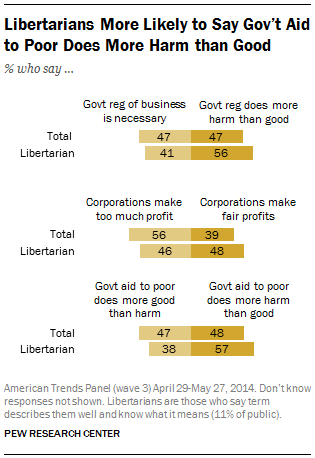 Libertarians More Likely to Say Gov't Aid
to Poor Does More Harm than Good
% who say ...
Govt reg of business
is necessary
Govt reg does more
harm than good
Total 47 47
Libertarian 41 56
Corporations make
too much profit
Corporations make
fair profits
Total 56 39
Libertarian 46 48
Govt aid to poor
does more good
than harm
Govt aid to poor
does more harm
than good
Total 47 48
Libertarian 38 57
American Trends Panel (wave 3) April 29-May 27, 2014. Don't know
responses not shown. Libertarians are those who say term
describes them well and know what it means (11% of public).
PEW RESEARCH CENTER